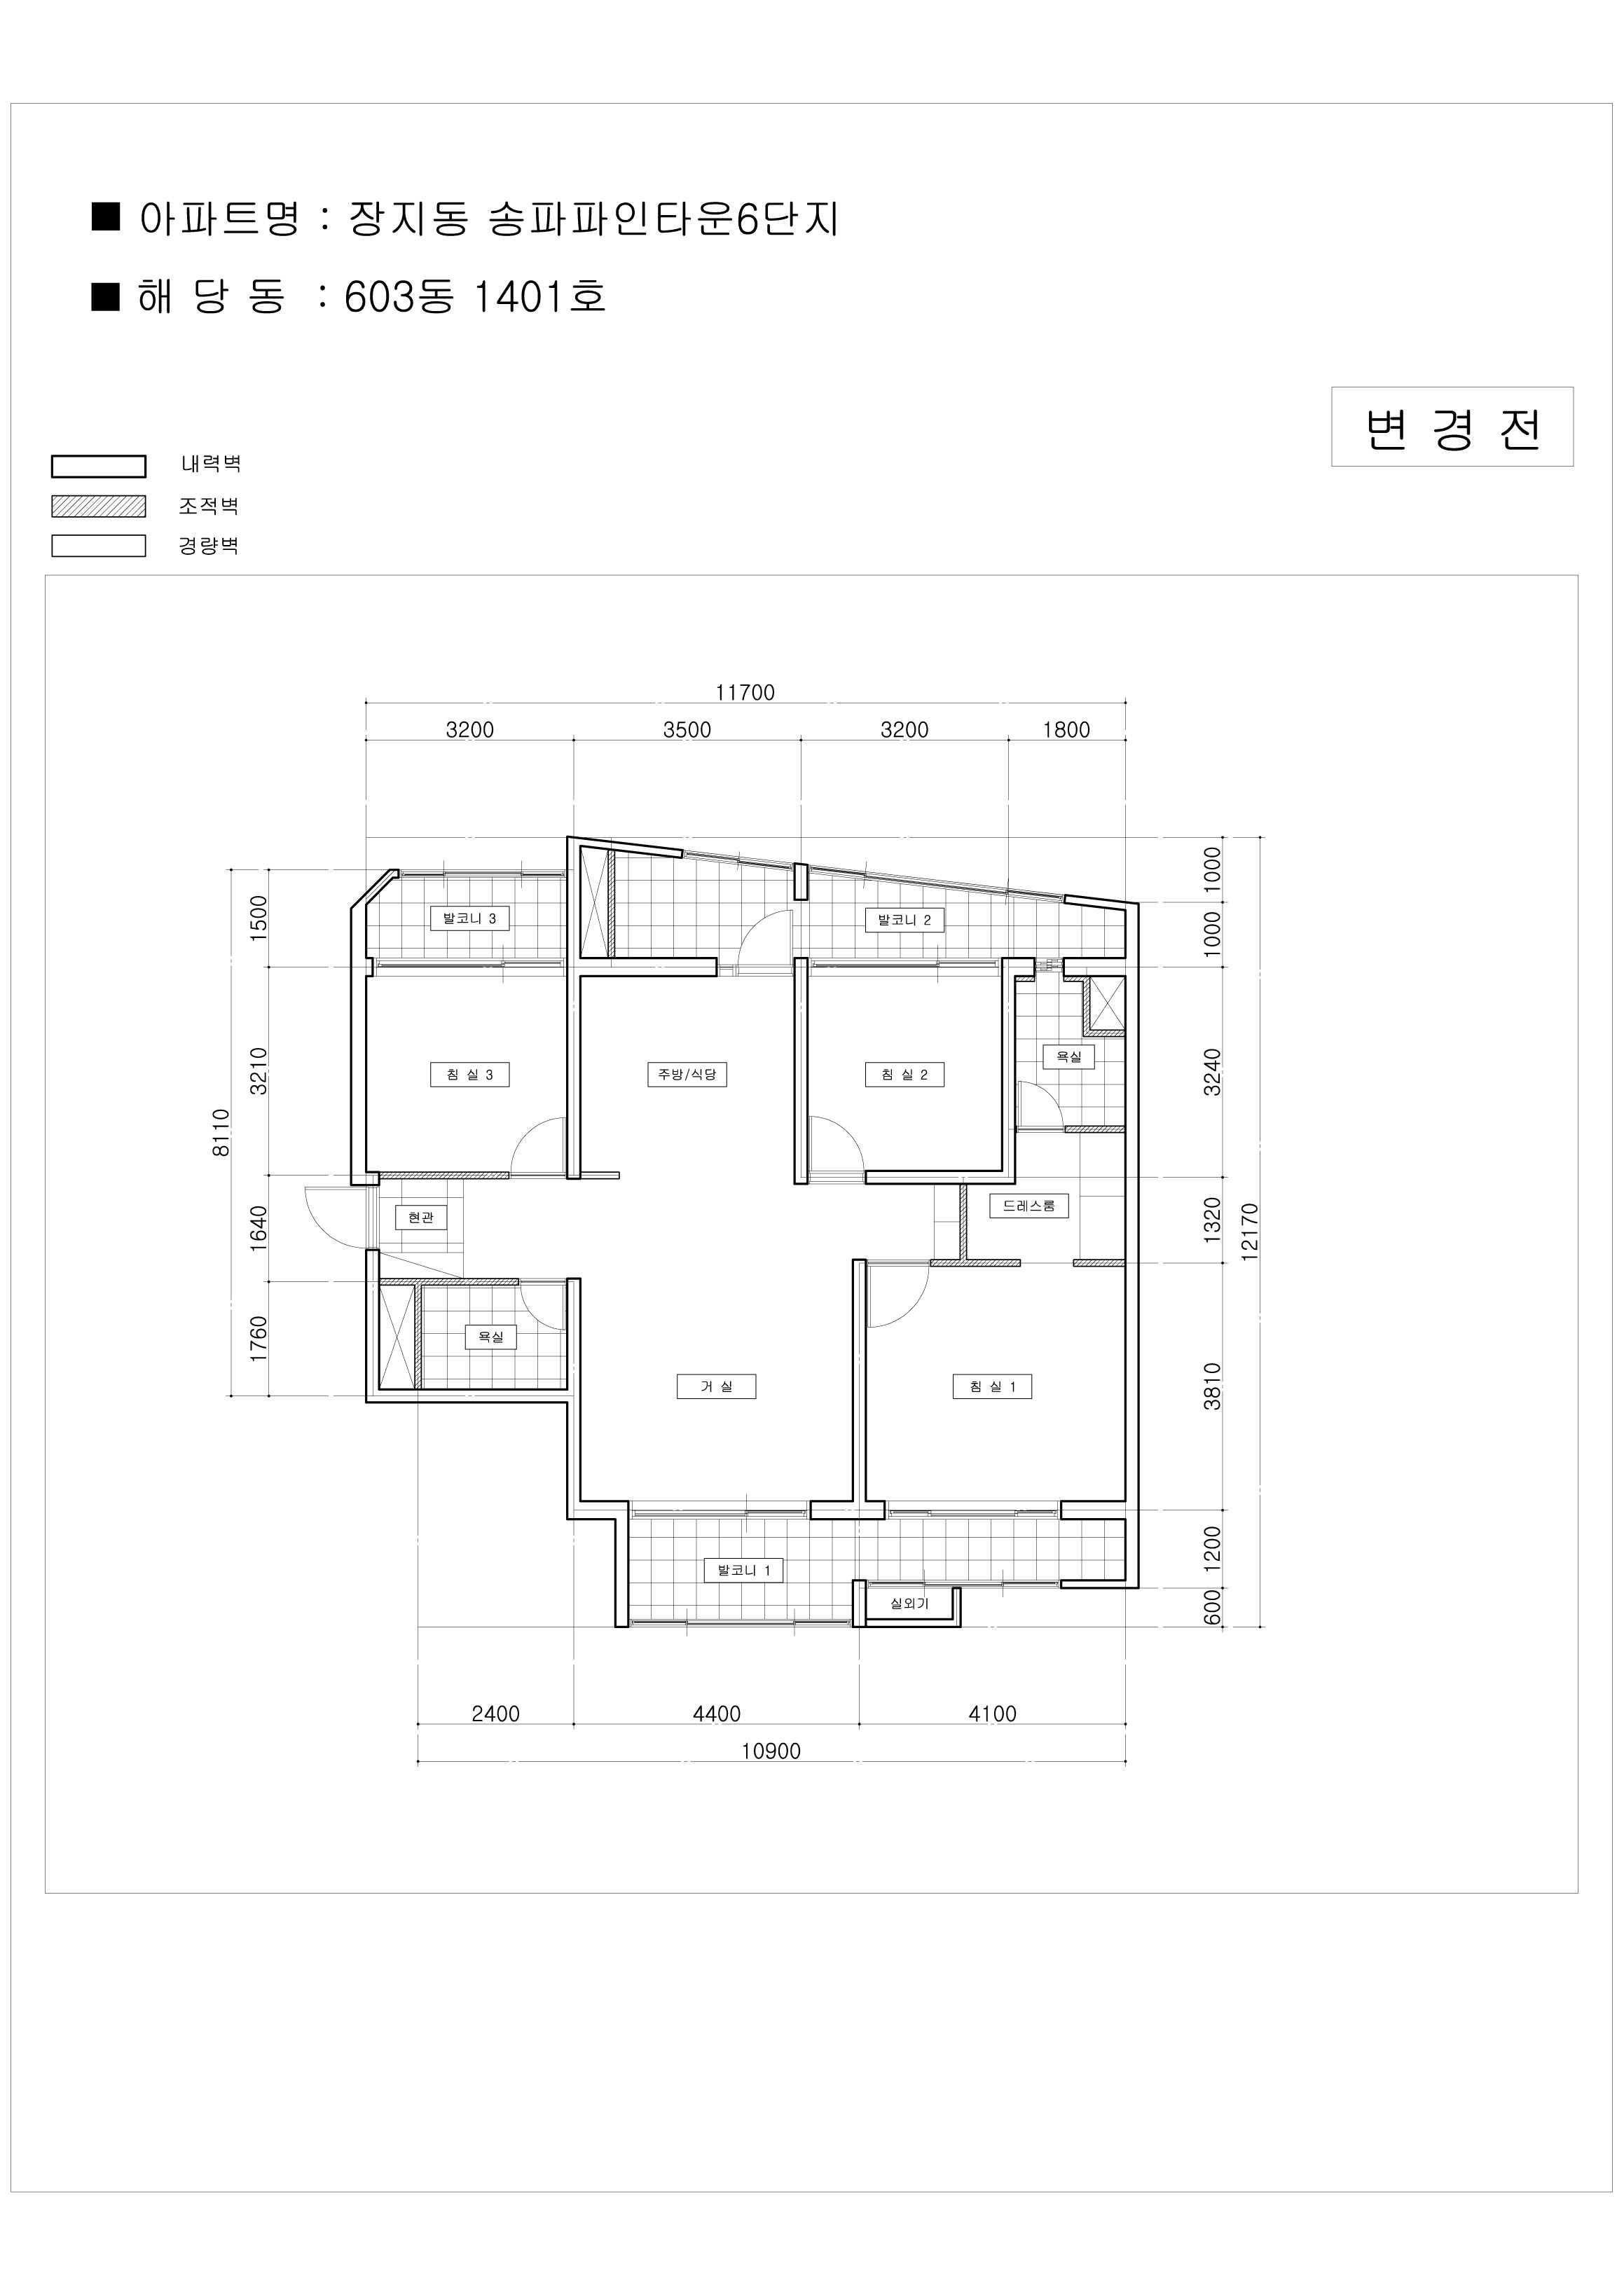 ■ 아파트명 : 장지동 송파파인타운6단지
■ 해 당 동 : 603동 1401호
변 경 전
내력벽
조적벽
경량벽
11700
3200 3500 3200 1800
1000
1500
발코니 3
발코니 2
1000
3210
8110
침 실 3
주방/식당
침 실 2
욕실
3240
1640
현관
드레스룸
1320
12170
1760
욕실
거 실
침 실 1
3810
발코니 1
1200
실외기
600
2400 4400 4100
10900